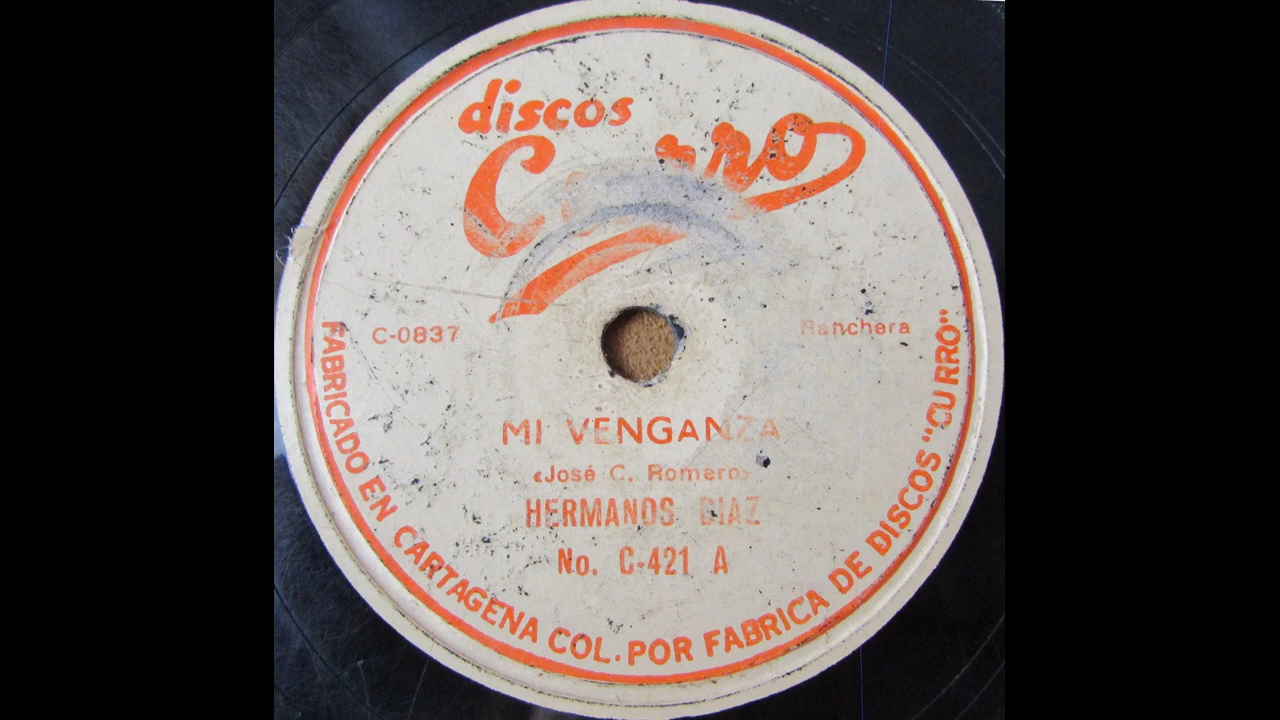 discos
Curro
C-0837
Ranchera
MI VENGANZA
«José C. Romero»
HERMANOS DIAZ
No. C-421 A
FABRICADO EN CARTAGENA COL. POR FABRICA DE DISCOS "CURRO"